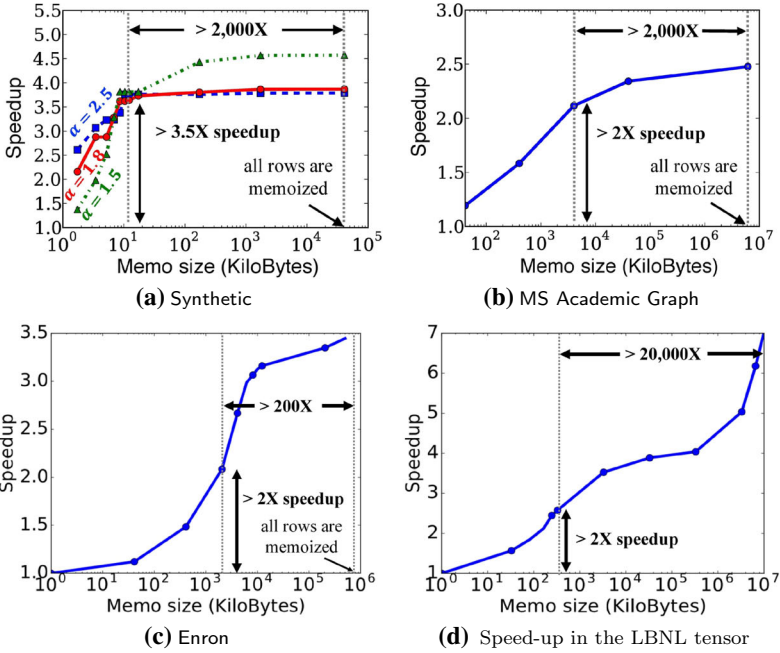 5.5
5.0
4.5
4.0
3.5
3.0
2.5
2.0
1.5
1.0
Speedup
> 2,000X
α = 2.5
α = 1.8
α = 1.5
> 3.5X speedup
all rows are
memoized
10^0 10^1 10^2 10^3 10^4 10^5
Memo size (KiloBytes)
(a) Synthetic
3.0
2.5
2.0
1.5
1.0
Speedup
> 2,000X
> 2X speedup
all rows are
memoized
10^2 10^3 10^4 10^5 10^6 10^7
Memo size (KiloBytes)
(b) MS Academic Graph
3.5
3.0
2.5
2.0
1.5
1.0
Speedup
> 200X
> 2X speedup
all rows are
memoized
10^0 10^1 10^2 10^3 10^4 10^5 10^6
Memo size (KiloBytes)
(c) Enron
7
6
5
4
3
2
1
Speedup
> 20,000X
> 2X speedup
10^0 10^1 10^2 10^3 10^4 10^5 10^6 10^7
Memo size (KiloBytes)
(d) Speed-up in the LBNL tensor